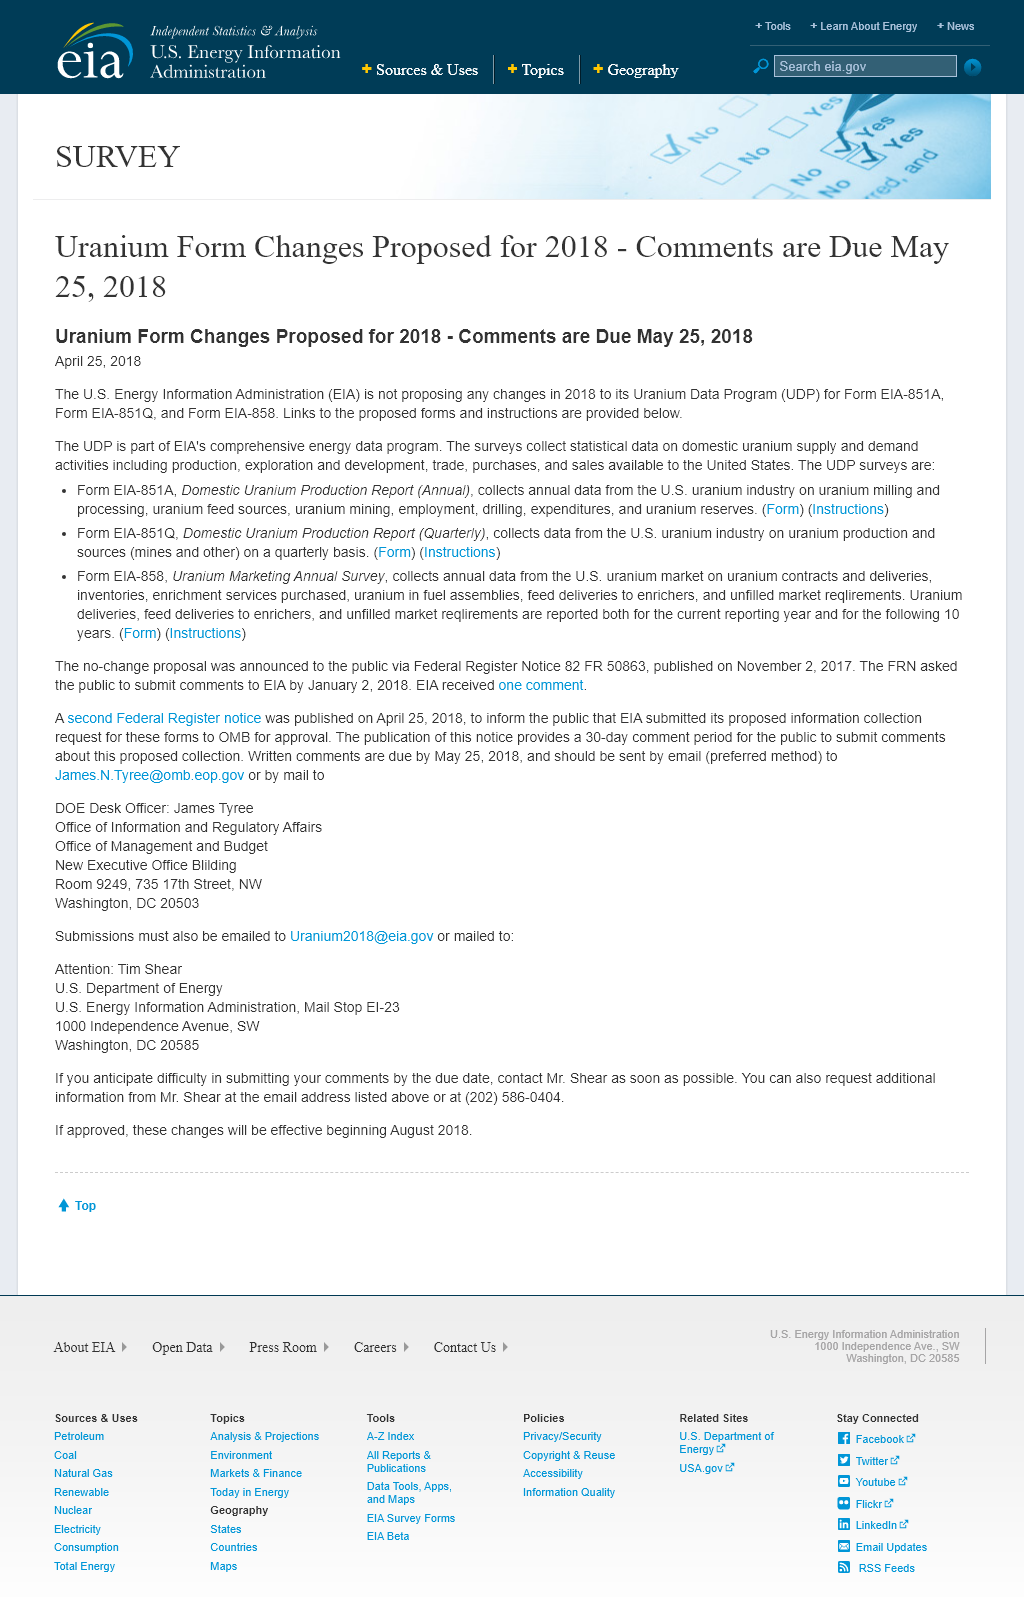 Independent Statistics & Analysis
eia U.S. Energy Information
Administration
+ Tools + Learn About Energy + News
+ Sources & Uses + Topics + Geography
Search eia.gov
No
Yes
No
Yes
No
SURVEY
Uranium Form Changes Proposed for 2018 - Comments are Due May
25, 2018
Uranium Form Changes Proposed for 2018 - Comments are Due May 25, 2018
April 25, 2018
The U.S. Energy Information Administration (EIA) is not proposing any changes in 2018 to its Uranium Data Program (UDP) for Form EIA-851A,
Form EIA-851Q, and Form EIA-858. Links to the proposed forms and instructions are provided below.
The UDP is part of EIA's comprehensive energy data program. The surveys collect statistical data on domestic uranium supply and demand
activities including production, exploration and development, trade, purchases, and sales available to the United States. The UDP surveys are:
• Form EIA-851A, Domestic Uranium Production Report (Annual), collects annual data from the U.S. uranium industry on uranium milling and
processing, uranium feed sources, uranium mining, employment, drilling, expenditures, and uranium reserves. (Form) (Instructions)
• Form EIA-851Q, Domestic Uranium Production Report (Quarterly), collects data from the U.S. uranium industry on uranium production and
sources (mines and other) on a quarterly basis. (Form) (Instructions)
• Form EIA-858, Uranium Marketing Annual Survey, collects annual data from the U.S. uranium market on uranium contracts and deliveries,
inventories, enrichment services purchased, uranium in fuel assemblies, feed deliveries to enrichers, and unfilled market reqlirements. Uranium
deliveries, feed deliveries to enrichers, and unfilled market reqlirements are reported both for the current reporting year and for the following 10
years. (Form) (Instructions)
The no-change proposal was announced to the public via Federal Register Notice 82 FR 50863, published on November 2, 2017. The FRN asked
the public to submit comments to EIA by January 2, 2018. EIA received one comment.
A second Federal Register notice was published on April 25, 2018, to inform the public that EIA submitted its proposed information collection
request for these forms to OMB for approval. The publication of this notice provides a 30-day comment period for the public to submit comments
about this proposed collection. Written comments are due by May 25, 2018, and should be sent by email (preferred method) to
James.N.Tyree@omb.eop.gov or by mail to
DOE Desk Officer: James Tyree
Office of Information and Regulatory Affairs
Office of Management and Budget
New Executive Office Bliilding
Room 9249, 735 17th Street, NW
Washington, DC 20503
Submissions must also be emailed to Uranium2018@eia.gov or mailed to:
Attention: Tim Shear
U.S. Department of Energy
U.S. Energy Information Administration, Mail Stop EI-23
1000 Independence Avenue, SW
Washington, DC 20585
If you anticipate difficulty in submitting your comments by the due date, contact Mr. Shear as soon as possible. You can also request additional
information from Mr. Shear at the email address listed above or at (202) 586-0404.
If approved, these changes will be effective beginning August 2018.
Top
About EIA Open Data Press Room Careers Contact Us
U.S. Energy Information Administration
1000 Independence Ave., SW
Washington, DC 20585
Sources & Uses
Petroleum
Coal
Natural Gas
Renewable
Nuclear
Electricity
Consumption
Total Energy
Topics
Analysis & Projections
Environment
Markets & Finance
Today in Energy
Geography
States
Countries
Maps
Tools
A-Z Index
All Reports &
Publications
Data Tools, Apps,
and Maps
EIA Survey Forms
EIA Beta
Policies
Privacy/Security
Copyright & Reuse
Accessibility
Information Quality
Related Sites
U.S. Department of
Energy
USA.gov
Stay Connected
Facebook
Twitter
Youtube
Flickr
LinkedIn
Email Updates
RSS Feeds